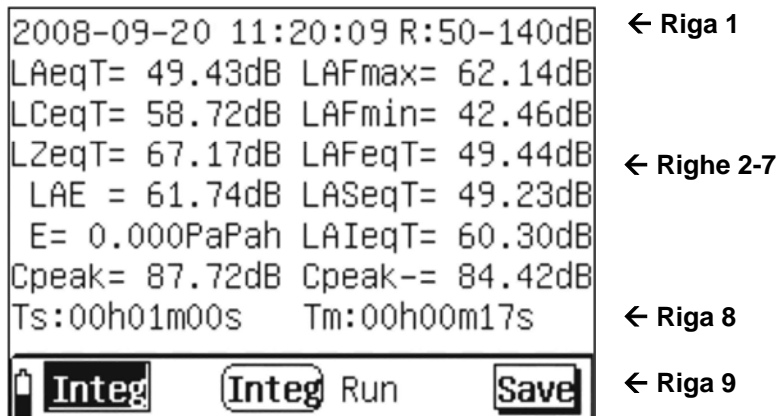 2008-09-20 11:20:09 R:50-140dB ← Riga 1
LAeqT= 49.43dB LAFmax= 62.14dB
LCeqT= 58.72dB LAFmin= 42.46dB
LZeqT= 67.17dB LAFeqT= 49.44dB ← Righe 2-7
LAE = 61.74dB LASeqT= 49.23dB
E= 0.000PaPah LAIeqT= 60.30dB
Cpeak= 87.72dB Cpeak-= 84.42dB
Ts:00h01m00s Tm:00h00m17s ← Riga 8
Integ Integ Run Save ← Riga 9